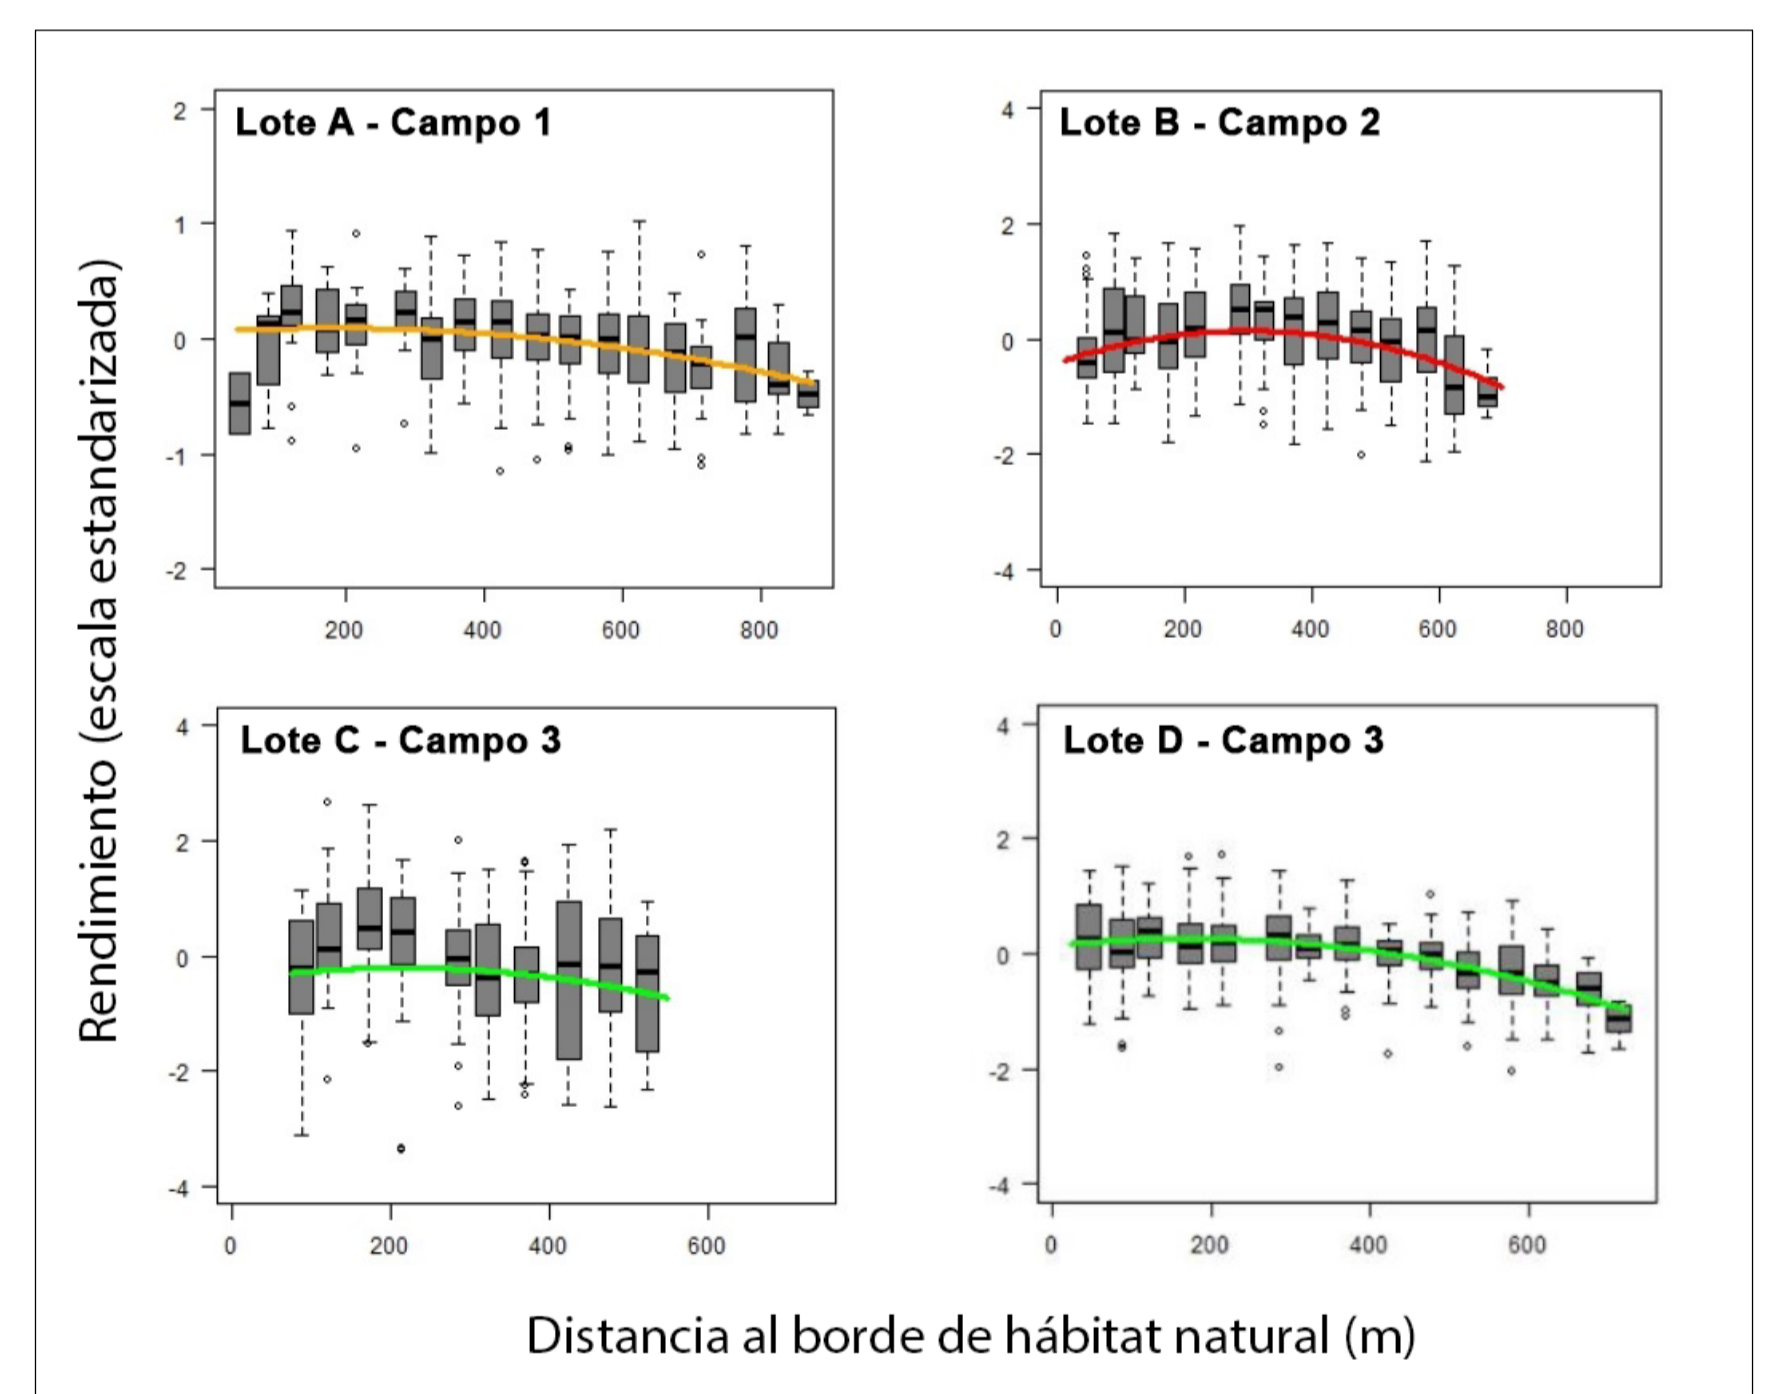 Rendimiento (escala estandarizada)
Lote A - Campo 1
2
1
0
-1
-2
200 400 600 800
Lote B - Campo 2
4
2
0
-2
-4
0 200 400 600 800
Lote C - Campo 3
4
2
0
-2
-4
0 200 400 600
Lote D - Campo 3
4
2
0
-2
-4
0 200 400 600
Distancia al borde de hábitat natural (m)